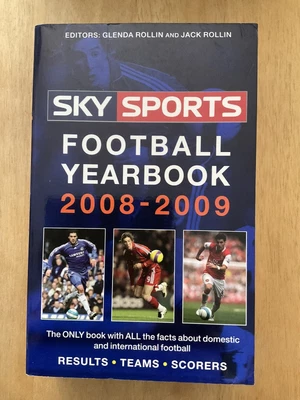 EDITORS: GLENDA ROLLIN AND JACK ROLLIN
SKY SPORTS
FOOTBALL
YEARBOOK
2008-2009
The ONLY book with ALL the facts about domestic
and international football
RESULTS • TEAMS • SCORERS